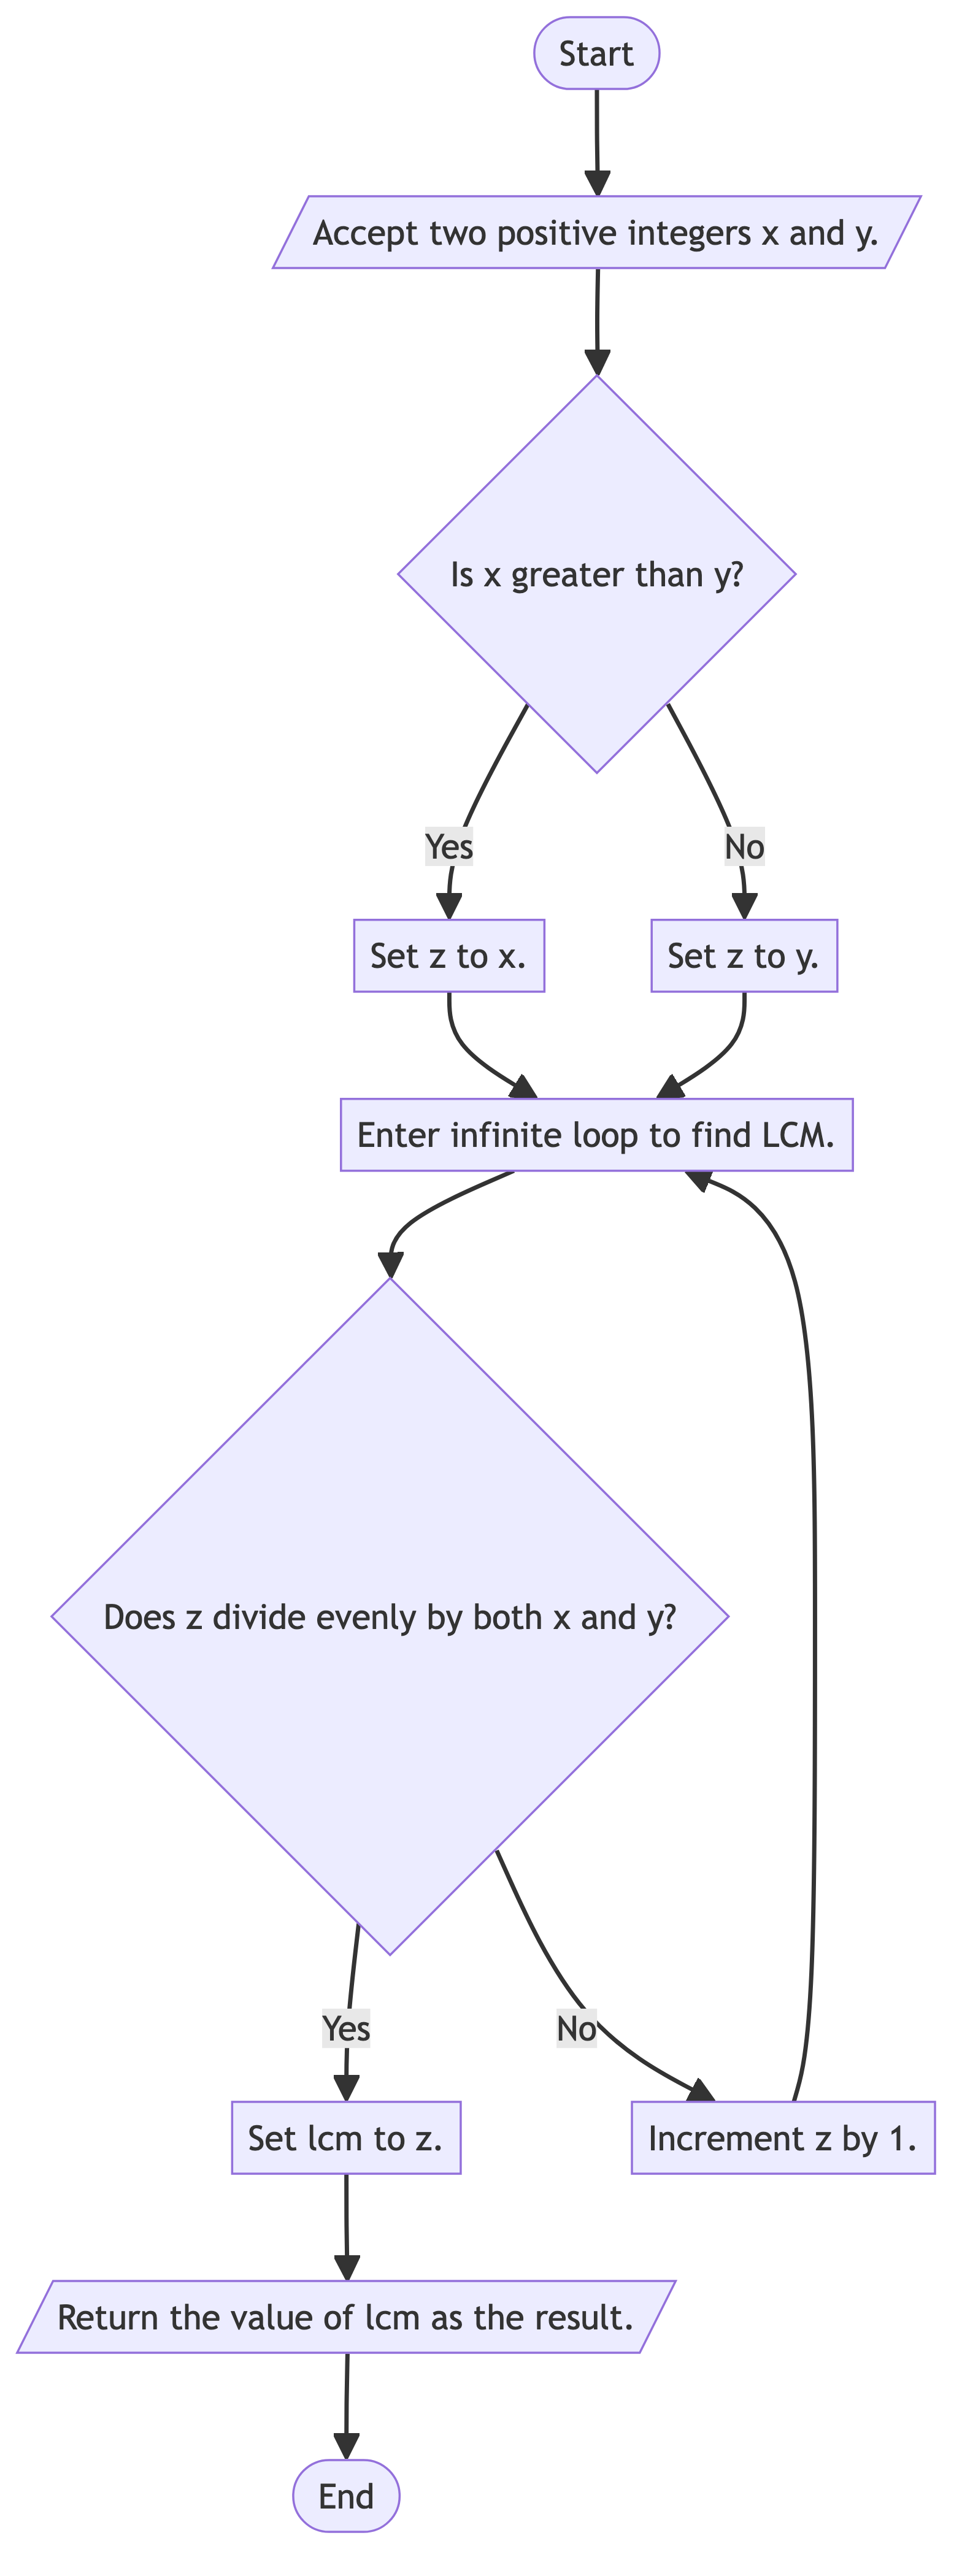 Start
Accept two positive integers x and y.
Is x greater than y?
Yes
No
Set z to x.
Set z to y.
Enter infinite loop to find LCM.
Does z divide evenly by both x and y?
Yes
No
Set lcm to z.
Increment z by 1.
Return the value of lcm as the result.
End